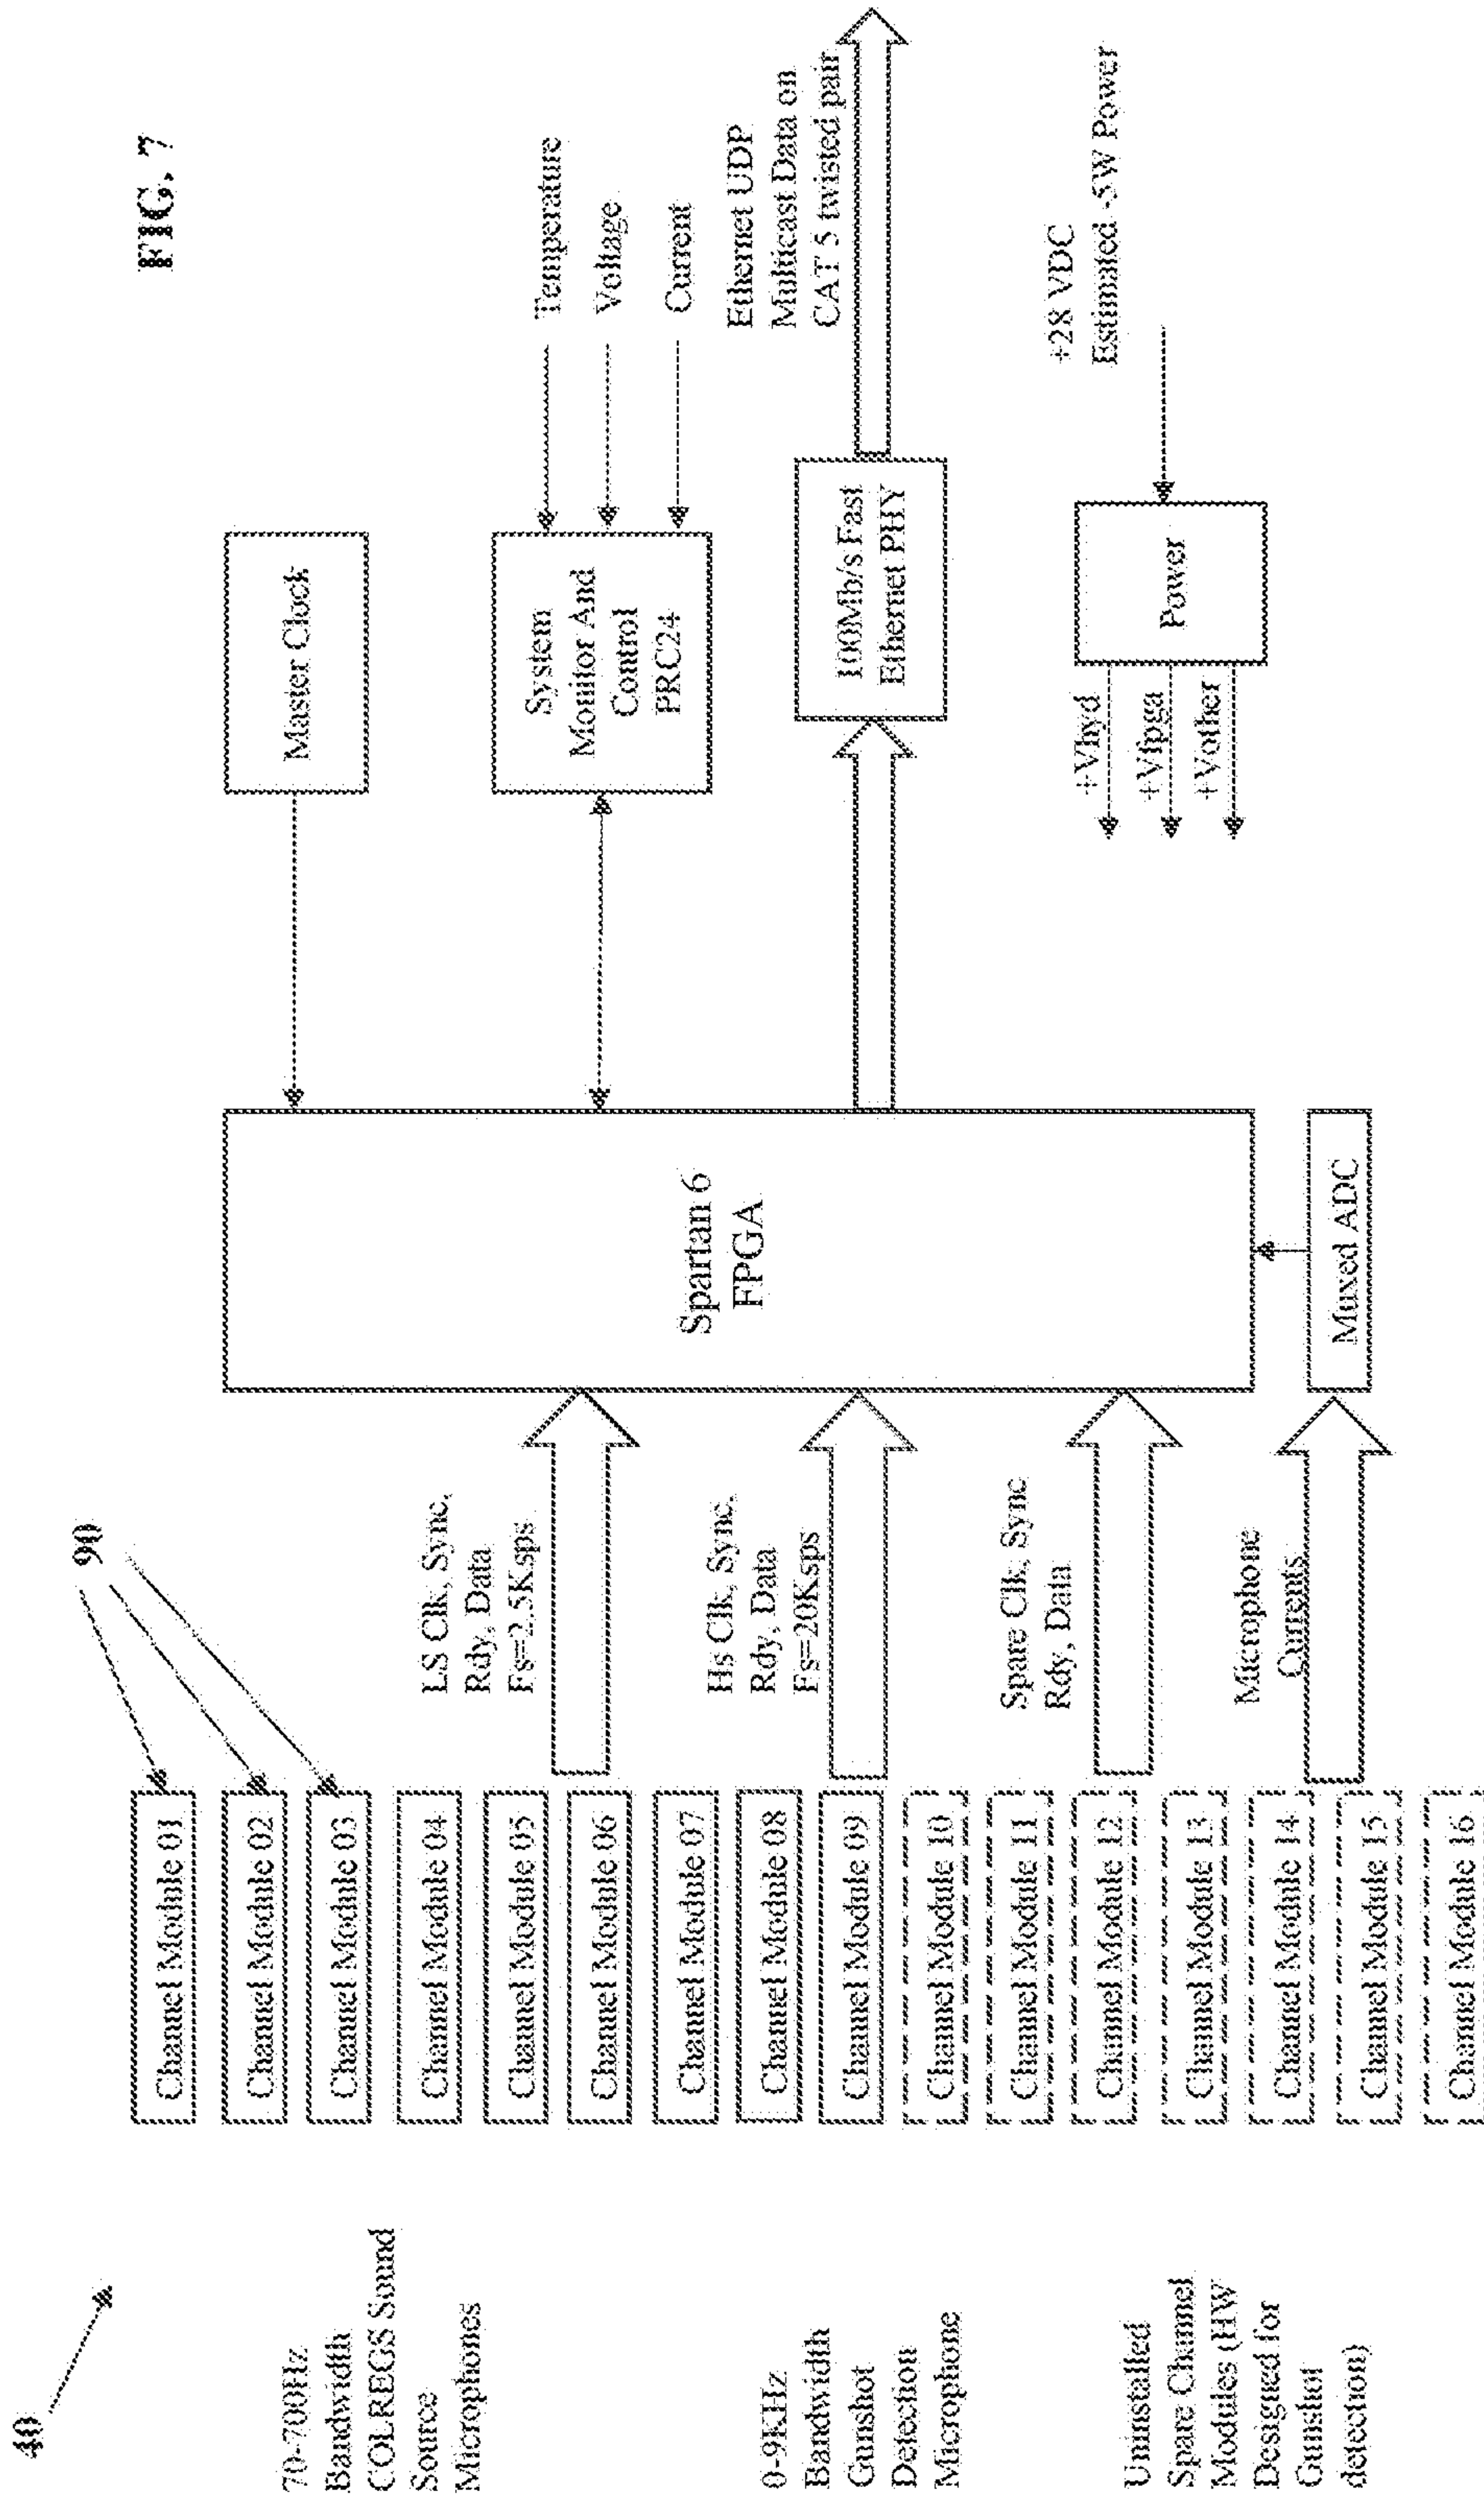 FIG. 7
40
90
70-700Hz
Bandwidth
COLREGS Sound
Source
Microphones
0-9KHz
Bandwidth
Gunshot
Detection
Microphone
Uninstalled
Spare Channel
Modules (HW
Designed for
Gunshot
detection)
Channel Module 01
Channel Module 02
Channel Module 03
Channel Module 04
Channel Module 05
Channel Module 06
Channel Module 07
Channel Module 08
Channel Module 09
Channel Module 10
Channel Module 11
Channel Module 12
Channel Module 13
Channel Module 14
Channel Module 15
Channel Module 16
LS Clk, Sync,
Rdy, Data
Fs=2.5Ksps
Hs Clk, Sync,
Rdy, Data
Fs=20Ksps
Spare Clk, Sync
Rdy, Data
Microphone
Currents
Spartan 6
FPGA
Muxed ADC
Master Clock
System
Monitor And
Control
PRC24
Temperature
Voltage
Current
100Mb/s Fast
Ethernet PHY
Ethernet UDP
Multicast Data on
CAT 5 twisted pair
+28 VDC
Estimated -5W Power
Power
+Vhyd
+Vfpga
+Vother